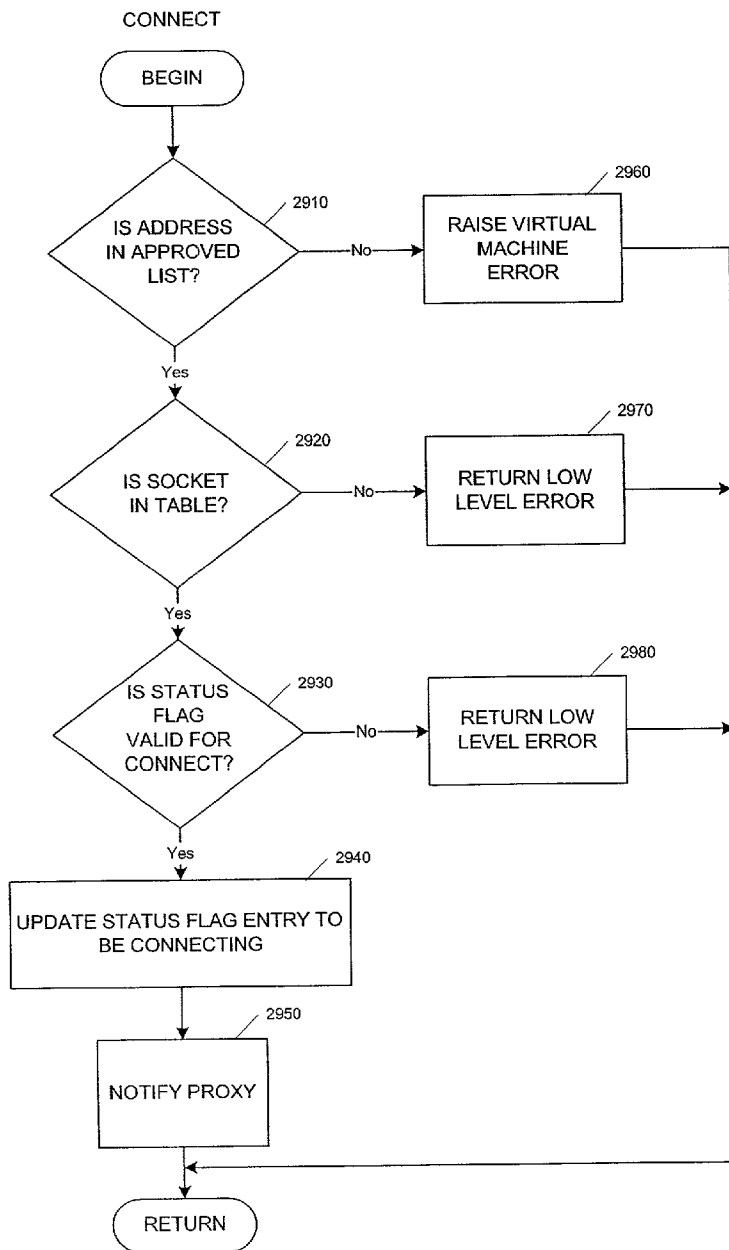 CONNECT
BEGIN
2910
IS ADDRESS
IN APPROVED
LIST?
No
2960
RAISE VIRTUAL
MACHINE
ERROR
Yes
2920
IS SOCKET
IN TABLE?
No
2970
RETURN LOW
LEVEL ERROR
Yes
2930
IS STATUS
FLAG
VALID FOR
CONNECT?
No
2980
RETURN LOW
LEVEL ERROR
Yes
2940
UPDATE STATUS FLAG ENTRY TO
BE CONNECTING
2950
NOTIFY PROXY
RETURN